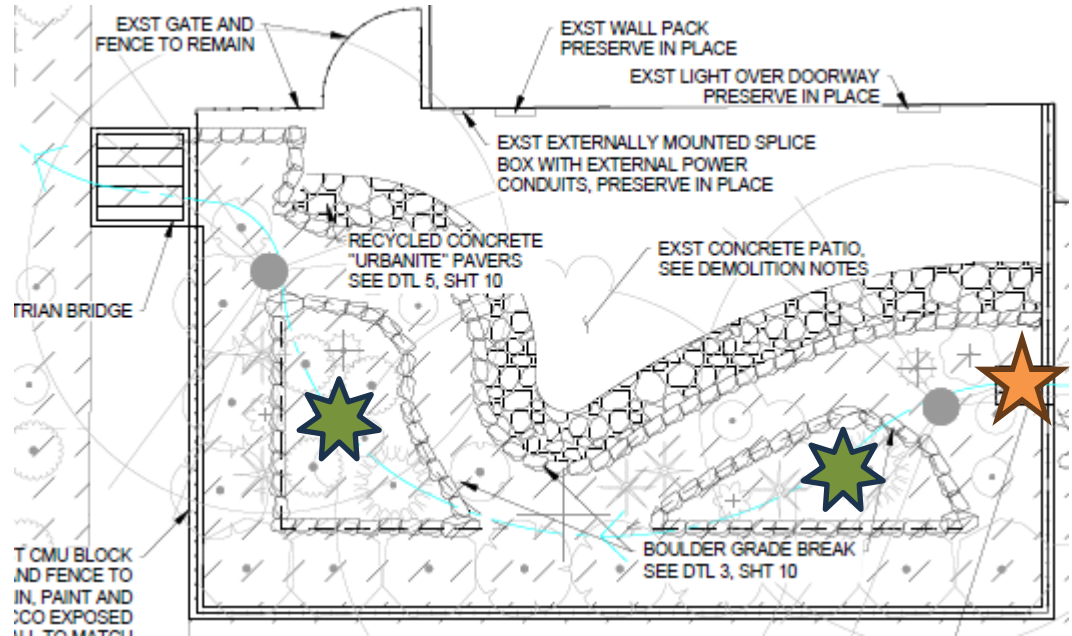 EXST GATE AND
FENCE TO REMAIN
EXST WALL PACK
PRESERVE IN PLACE
EXST LIGHT OVER DOORWAY
PRESERVE IN PLACE
EXST EXTERNALLY MOUNTED SPLICE
BOX WITH EXTERNAL POWER
CONDUITS, PRESERVE IN PLACE
RECYCLED CONCRETE
"URBANITE" PAVERS
SEE DTL 5, SHT 10
EXST CONCRETE PATIO,
SEE DEMOLITION NOTES
TRIAN BRIDGE
BOULDER GRADE BREAK
SEE DTL 3, SHT 10
T CMU BLOCK
ND FENCE TO
IN, PAINT AND
CCO EXPOSED
TO MATCH